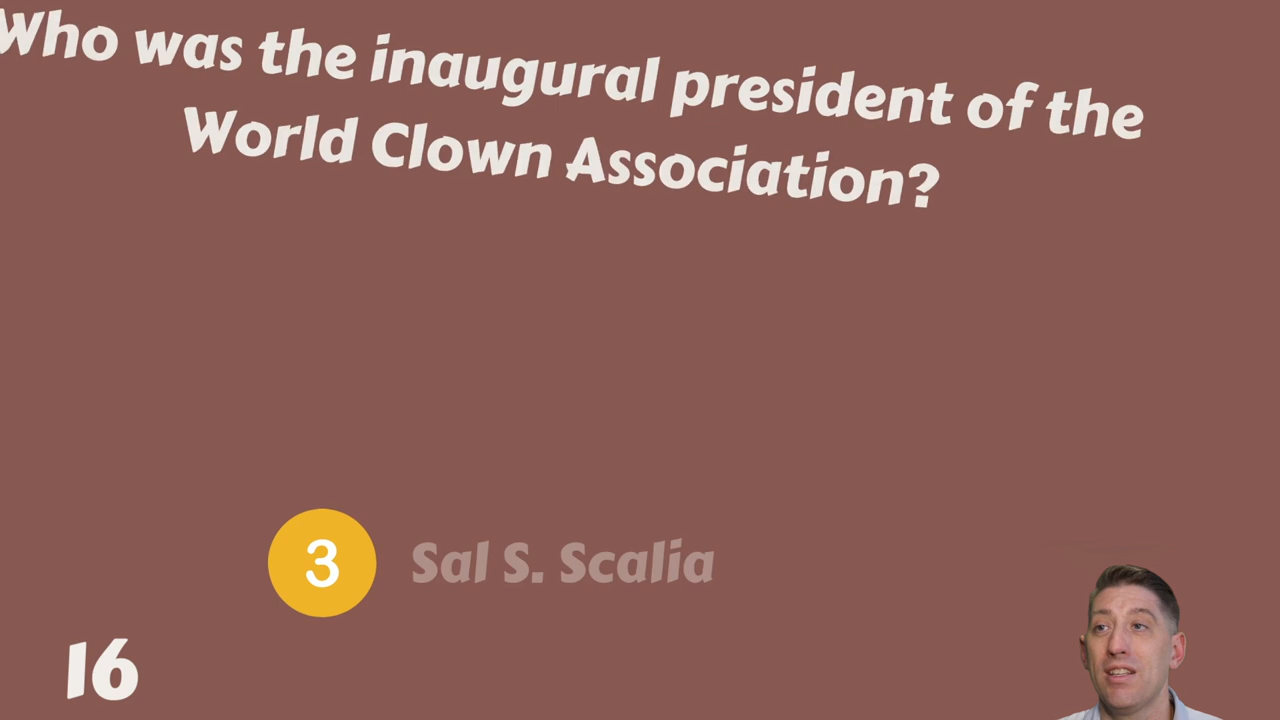 Who was the inaugural president of the
World Clown Association?
3 Sal S. Scalia
16